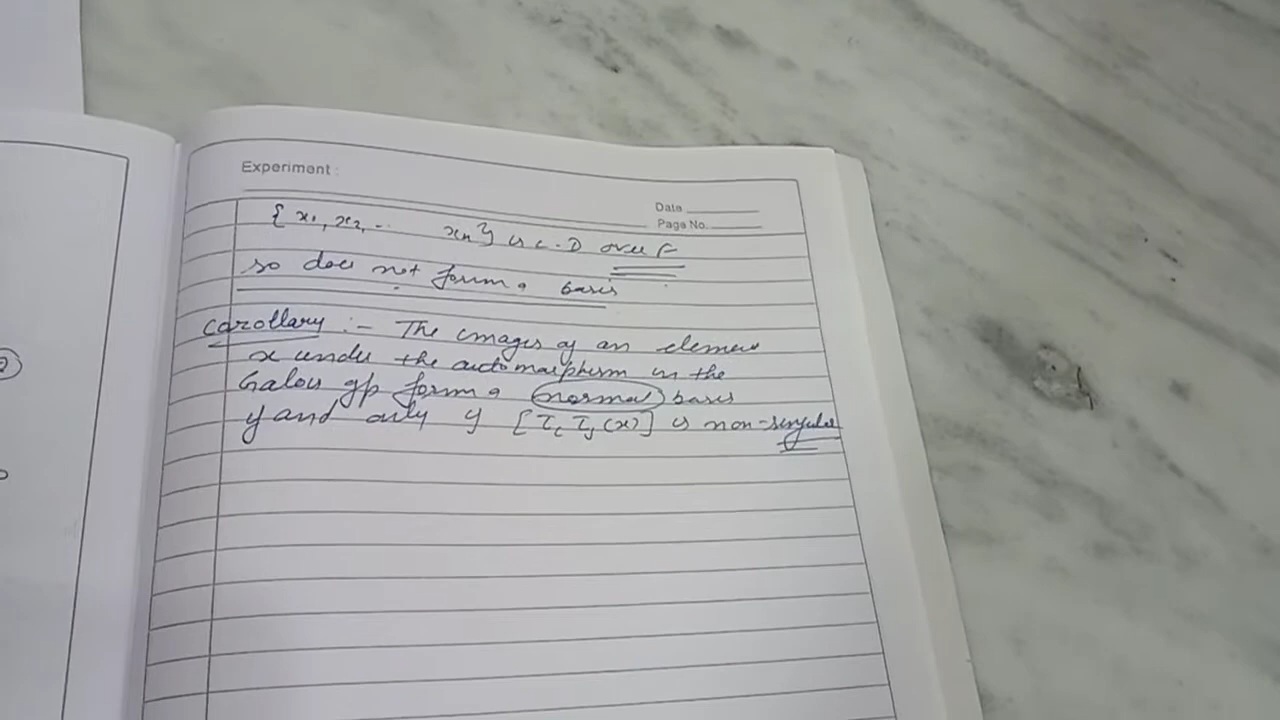 Experiment :
Date
Page No.
{ x1, x2, ... xn } is L.D over F
so does not form a basis
Carollary :- The images of an element
x under the automorphism in the
Galois gp form a normal basis
if and only if [τi τj (x)] is non-singular